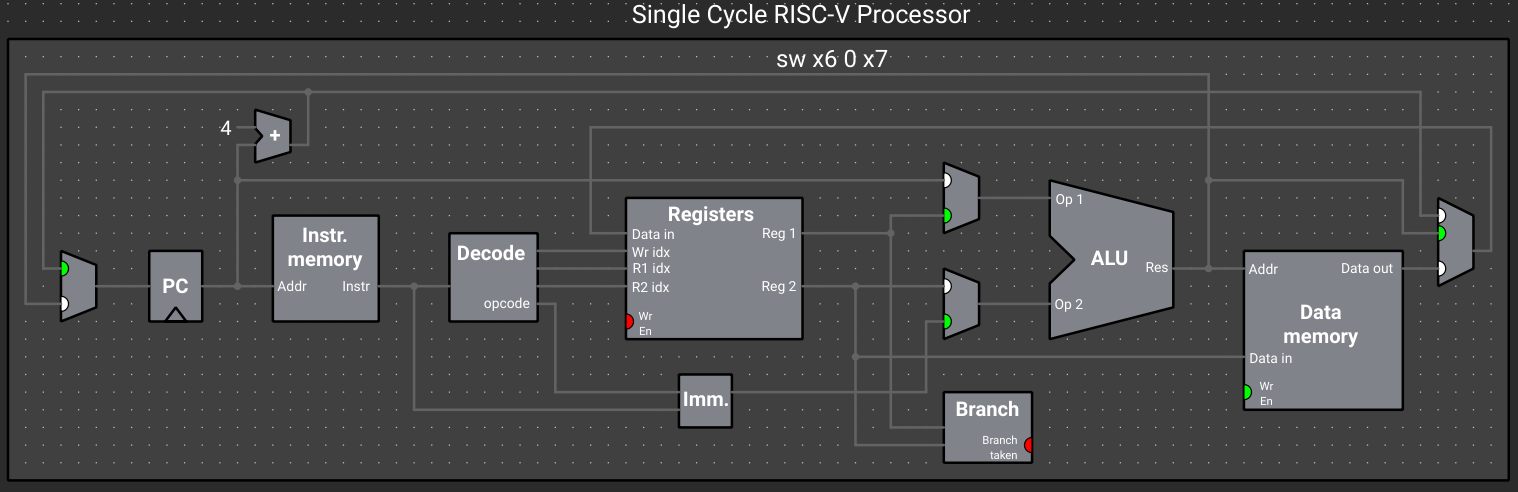 Single Cycle RISC-V Processor
sw x6 0 x7
4
+
PC
Instr.
memory
Addr
Instr
Decode
opcode
Registers
Data in
Wr idx
R1 idx
R2 idx
Wr
En
Reg 1
Reg 2
Imm.
Op 1
Op 2
ALU
Res
Branch
Branch
taken
Addr
Data out
Data
memory
Data in
Wr
En